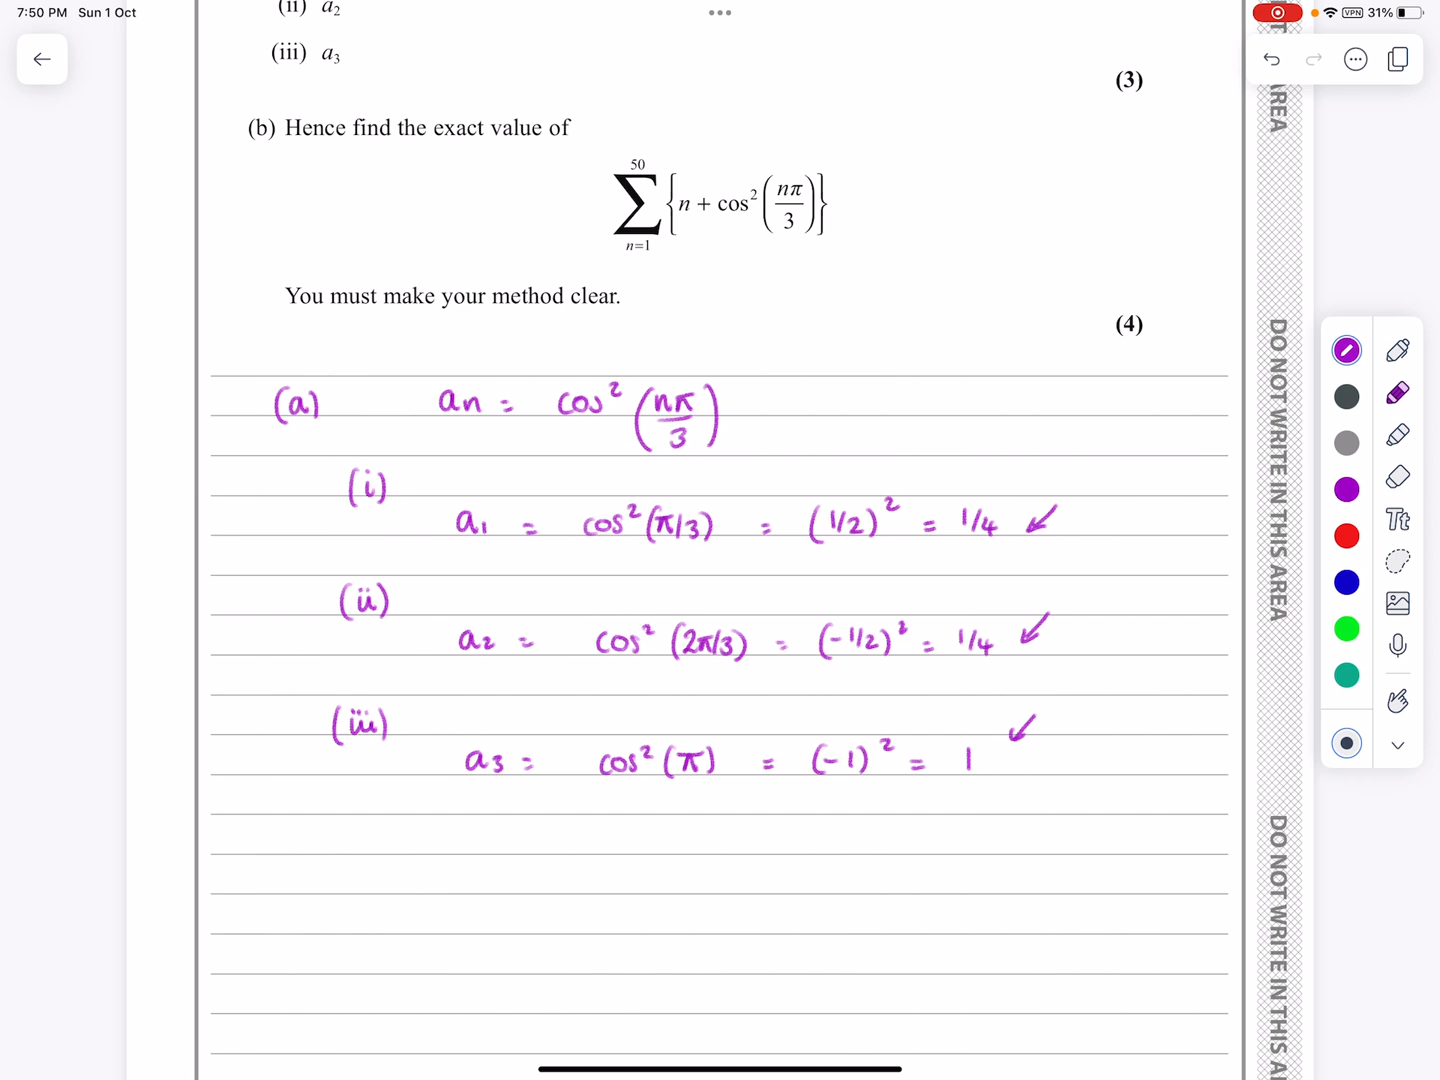 7:50 PM Sun 1 Oct
VPN 31%
(ii) a₂
(iii) a₃
(3)
(b) Hence find the exact value of
∑_{n=1}^{50} {n + cos²(nπ/3)}
You must make your method clear.
(4)
(a) an = cos² (nπ/3)
(i)
a₁ = cos²(π/3) = (1/2)² = 1/4
(ii)
a₂ = cos² (2π/3) = (-1/2)² = 1/4
(iii)
a₃ = cos² (π) = (-1)² = 1
AREA
DO NOT WRITE IN THIS AREA
DO NOT WRITE IN THIS A
Tt